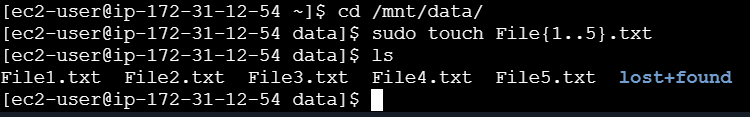 [ec2-user@ip-172-31-12-54 ~]$ cd /mnt/data/
[ec2-user@ip-172-31-12-54 data]$ sudo touch File{1..5}.txt
[ec2-user@ip-172-31-12-54 data]$ ls
File1.txt  File2.txt  File3.txt  File4.txt  File5.txt  lost+found
[ec2-user@ip-172-31-12-54 data]$